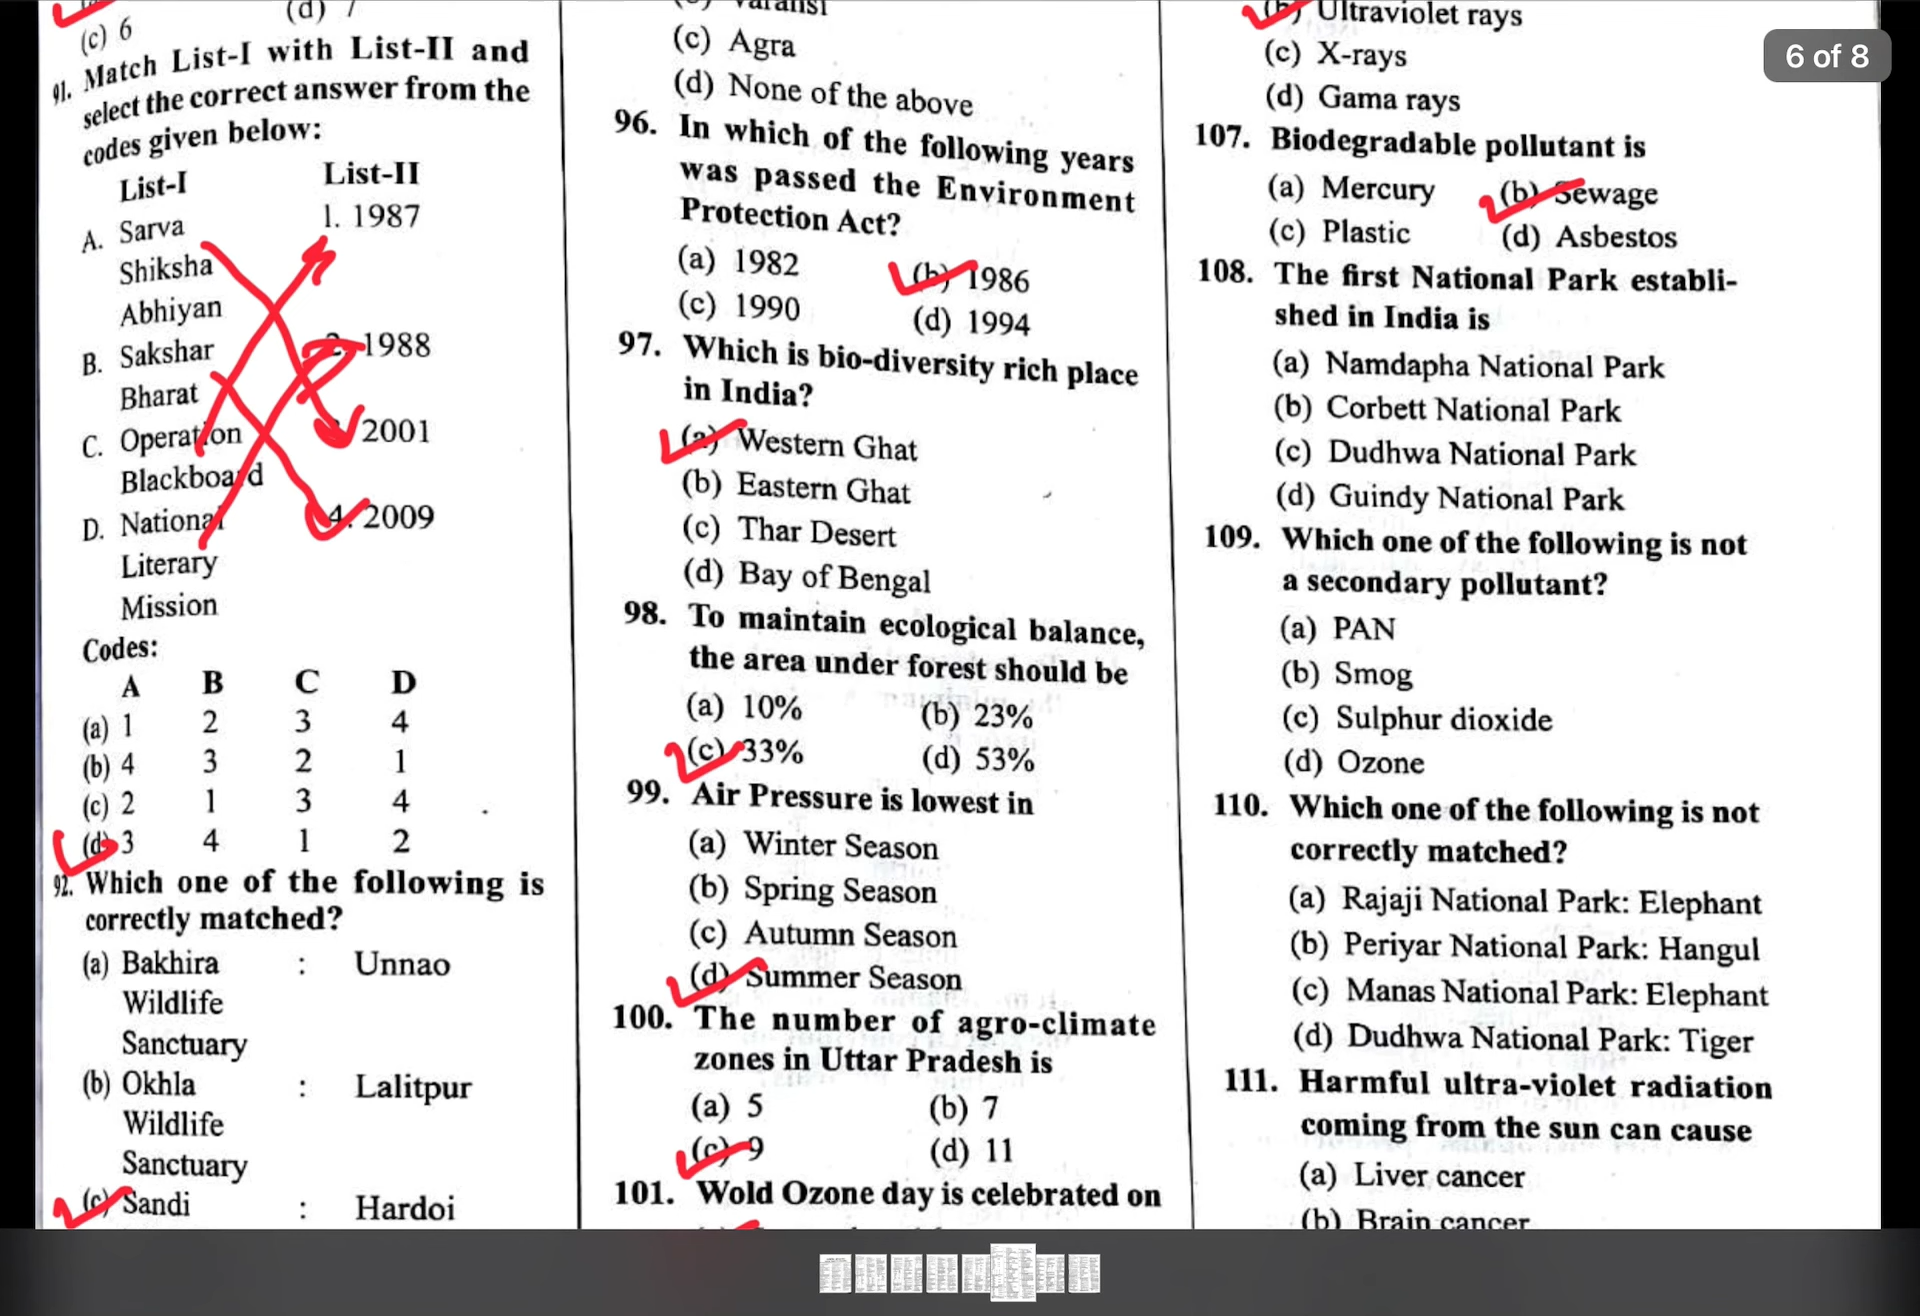 (c) 6
(d) 7
91. Match List-I with List-II and
select the correct answer from the
codes given below:
List-I List-II
A. Sarva 1. 1987
Shiksha
Abhiyan
B. Sakshar 2. 1988
Bharat
C. Operation 3. 2001
Blackboard
D. National 4. 2009
Literary
Mission
Codes:
A B C D
(a) 1 2 3 4
(b) 4 3 2 1
(c) 2 1 3 4
(d) 3 4 1 2
92. Which one of the following is
correctly matched?
(a) Bakhira : Unnao
Wildlife
Sanctuary
(b) Okhla : Lalitpur
Wildlife
Sanctuary
(c) Sandi : Hardoi
(c) Agra
(d) None of the above
96. In which of the following years
was passed the Environment
Protection Act?
(a) 1982 (b) 1986
(c) 1990 (d) 1994
97. Which is bio-diversity rich place
in India?
(a) Western Ghat
(b) Eastern Ghat
(c) Thar Desert
(d) Bay of Bengal
98. To maintain ecological balance,
the area under forest should be
(a) 10% (b) 23%
(c) 33% (d) 53%
99. Air Pressure is lowest in
(a) Winter Season
(b) Spring Season
(c) Autumn Season
(d) Summer Season
100. The number of agro-climate
zones in Uttar Pradesh is
(a) 5 (b) 7
(c) 9 (d) 11
101. Wold Ozone day is celebrated on
(b) Ultraviolet rays
(c) X-rays
(d) Gama rays
107. Biodegradable pollutant is
(a) Mercury (b) Sewage
(c) Plastic (d) Asbestos
108. The first National Park establi-
shed in India is
(a) Namdapha National Park
(b) Corbett National Park
(c) Dudhwa National Park
(d) Guindy National Park
109. Which one of the following is not
a secondary pollutant?
(a) PAN
(b) Smog
(c) Sulphur dioxide
(d) Ozone
110. Which one of the following is not
correctly matched?
(a) Rajaji National Park: Elephant
(b) Periyar National Park: Hangul
(c) Manas National Park: Elephant
(d) Dudhwa National Park: Tiger
111. Harmful ultra-violet radiation
coming from the sun can cause
(a) Liver cancer
(b) Brain cancer
6 of 8